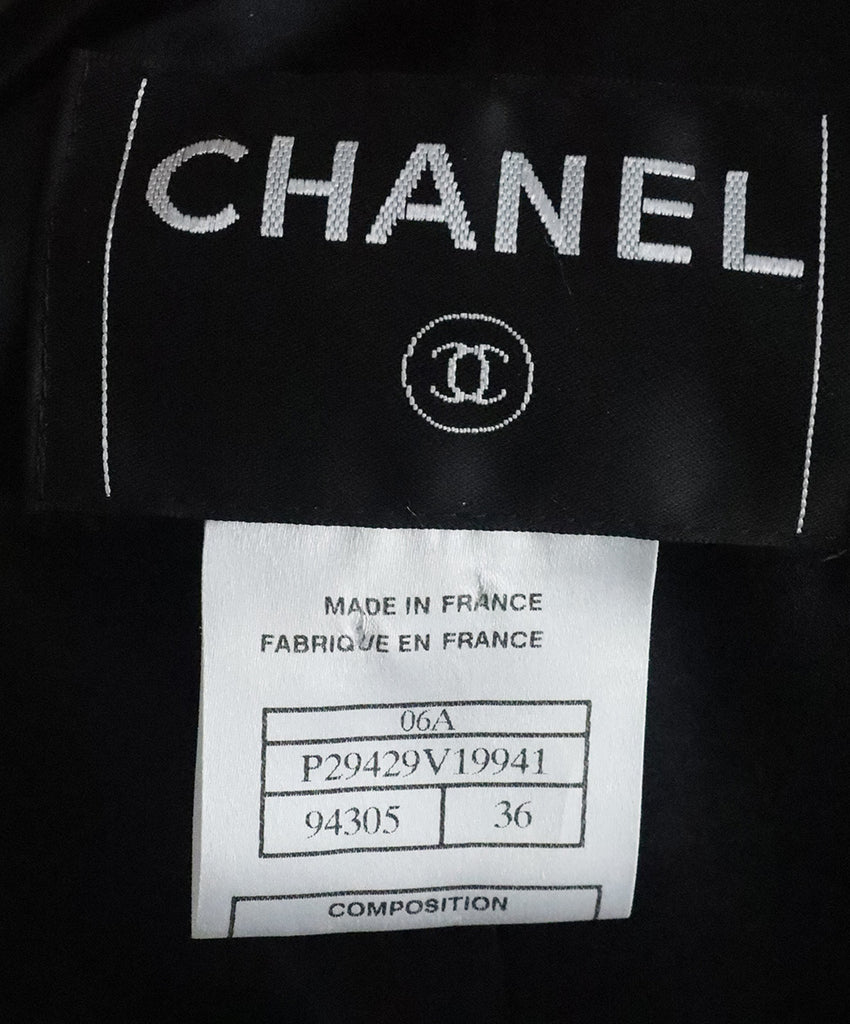 CHANEL
MADE IN FRANCE
FABRIQUE EN FRANCE
06A
P29429V19941
94305 36
COMPOSITION